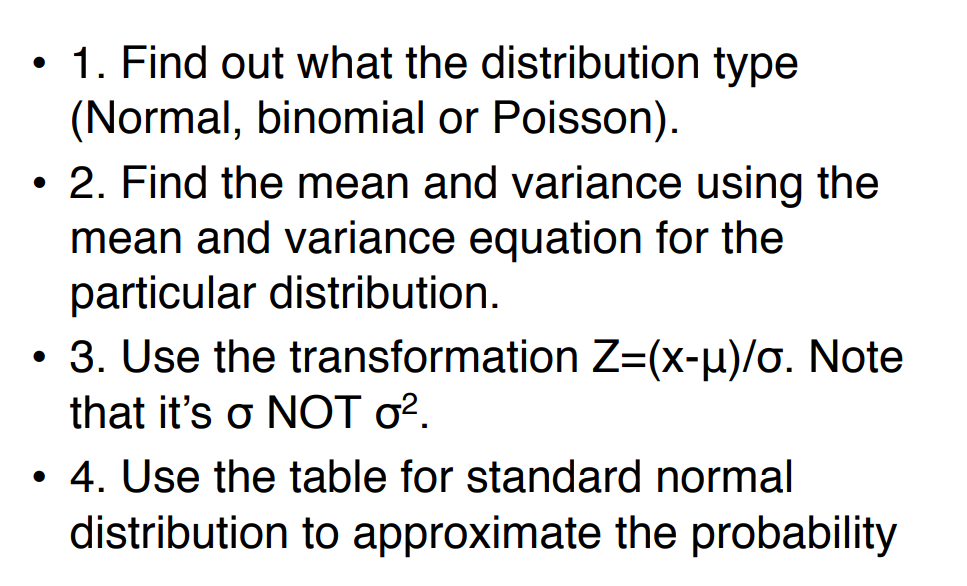 • 1. Find out what the distribution type
(Normal, binomial or Poisson).
• 2. Find the mean and variance using the
mean and variance equation for the
particular distribution.
• 3. Use the transformation Z=(x-μ)/σ. Note
that it’s σ NOT σ².
• 4. Use the table for standard normal
distribution to approximate the probability